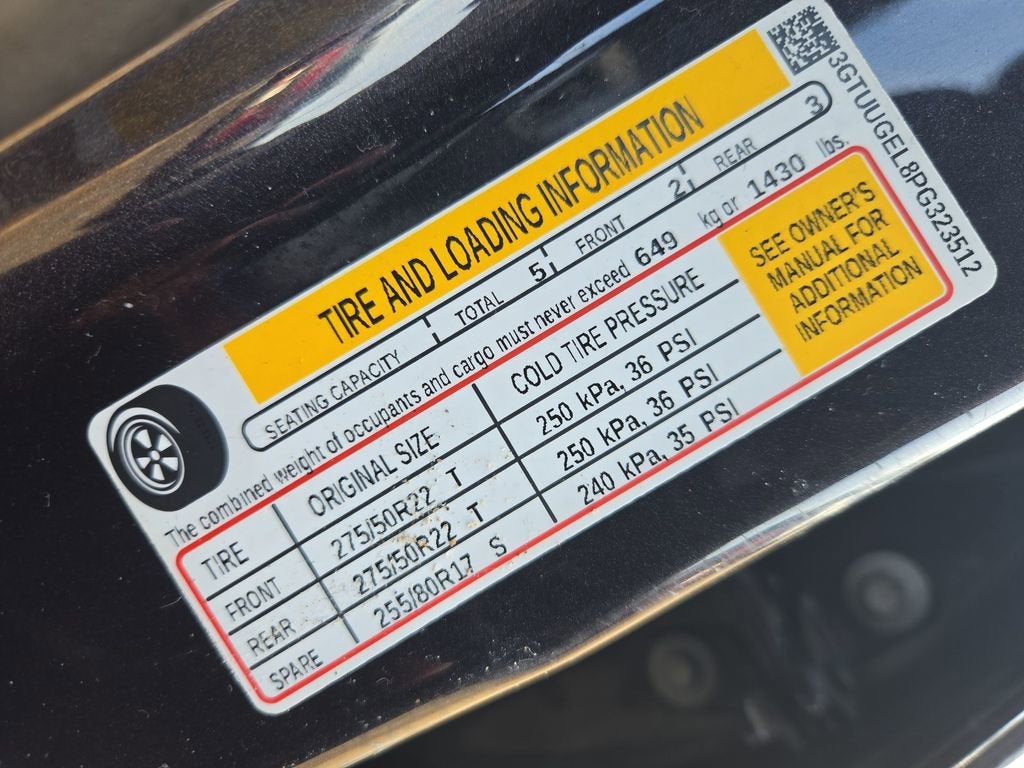 TIRE AND LOADING INFORMATION
SEATING CAPACITY TOTAL 5 FRONT 2 REAR 3
The combined weight of occupants and cargo must never exceed 649 kg or 1430 lbs.
TIRE ORIGINAL SIZE COLD TIRE PRESSURE
FRONT 275/50R22 T 250 kPa, 36 PSI
REAR 275/50R22 T 250 kPa, 36 PSI
SPARE 255/80R17 S 240 kPa, 35 PSI
SEE OWNER'S
MANUAL FOR
ADDITIONAL
INFORMATION
3GTUUGEL8PG323512